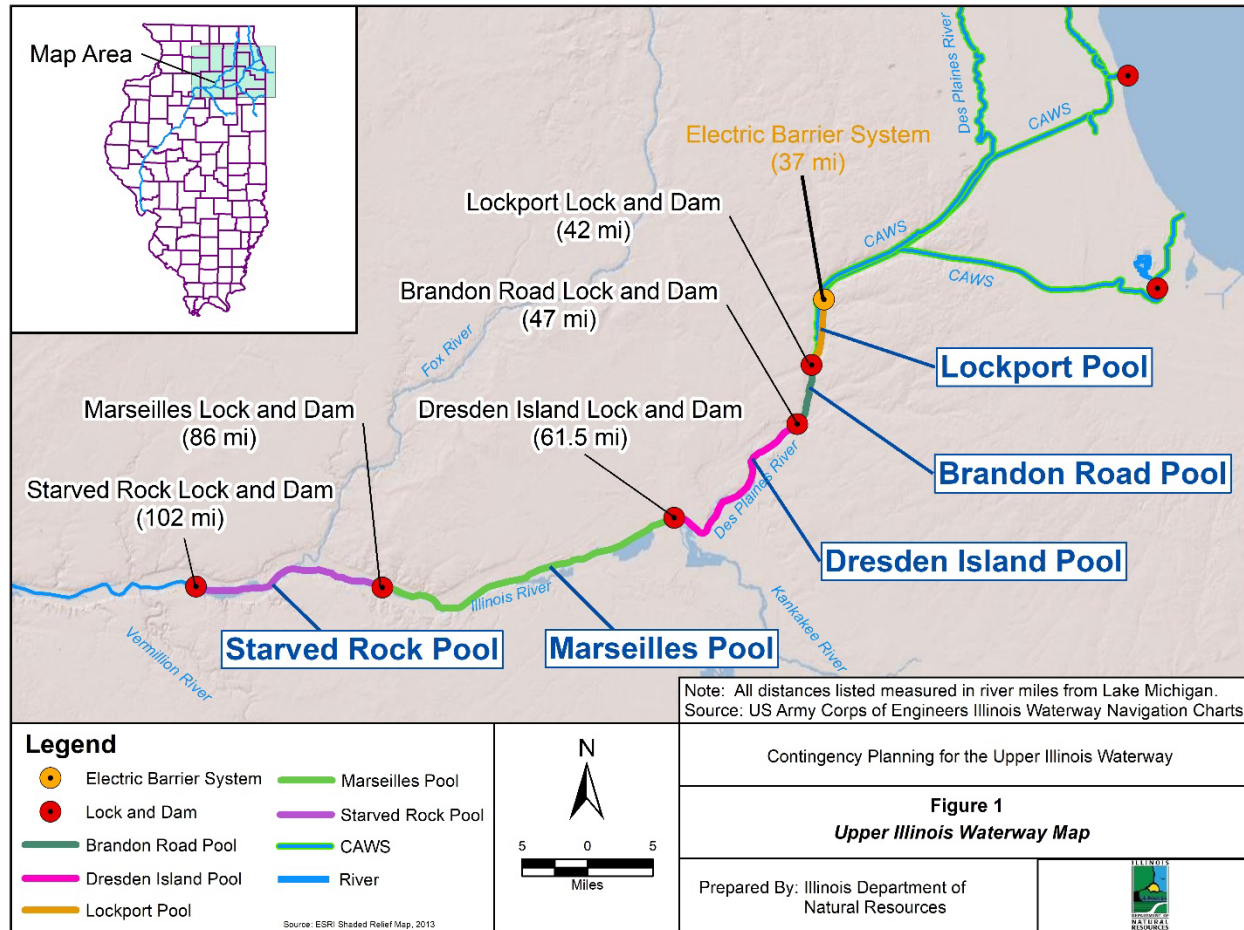 Map Area
Des Plaines River
CAWS
Electric Barrier System
(37 mi)
Lockport Lock and Dam
(42 mi)
CAWS
CAWS
Brandon Road Lock and Dam
(47 mi)
Fox River
Lockport Pool
Marseilles Lock and Dam
(86 mi)
Dresden Island Lock and Dam
(61.5 mi)
Brandon Road Pool
Starved Rock Lock and Dam
(102 mi)
Des Plaines River
Dresden Island Pool
Illinois River
Kankakee River
Vermillion River
Starved Rock Pool
Marseilles Pool
Note: All distances listed measured in river miles from Lake Michigan.
Source: US Army Corps of Engineers Illinois Waterway Navigation Charts
Legend
Electric Barrier System
Lock and Dam
Brandon Road Pool
Dresden Island Pool
Lockport Pool
Marseilles Pool
Starved Rock Pool
CAWS
River
Source: ESRI Shaded Relief Map, 2013
N
5 0 5
Miles
Contingency Planning for the Upper Illinois Waterway
Figure 1
Upper Illinois Waterway Map
Prepared By: Illinois Department of
Natural Resources
ILLINOIS
DEPARTMENT OF
NATURAL
RESOURCES